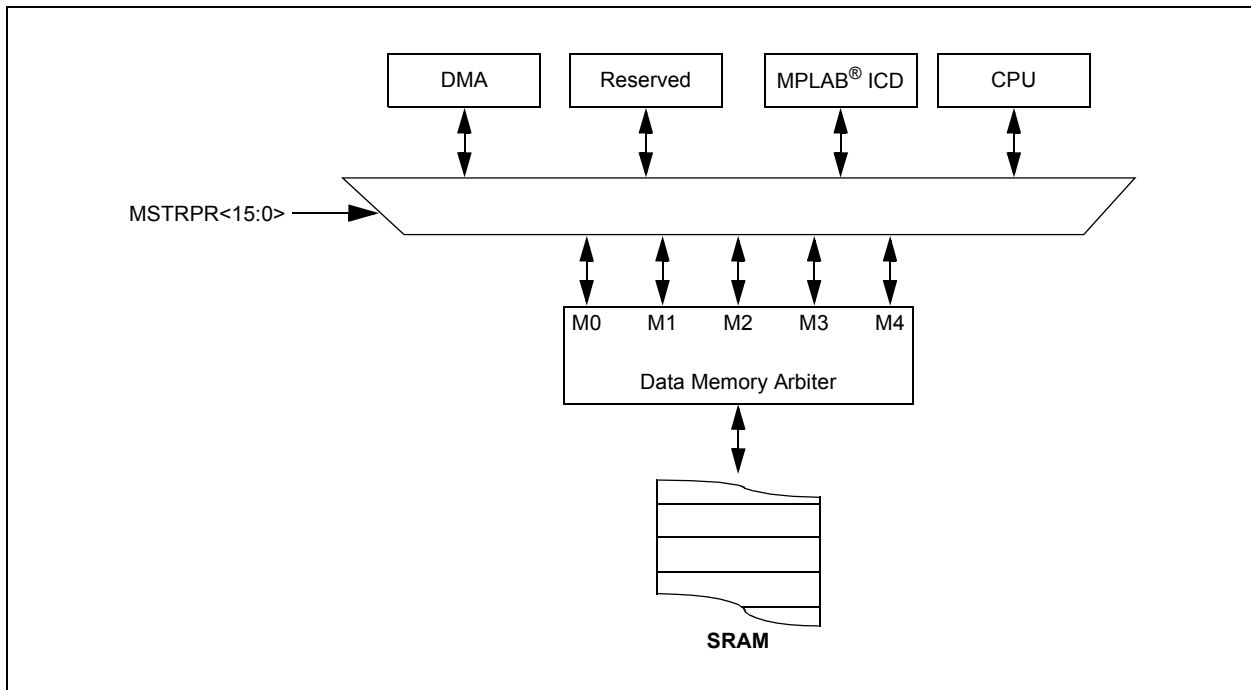 DMA
Reserved
MPLAB® ICD
CPU
MSTRPR<15:0>
M0 M1 M2 M3 M4
Data Memory Arbiter
SRAM